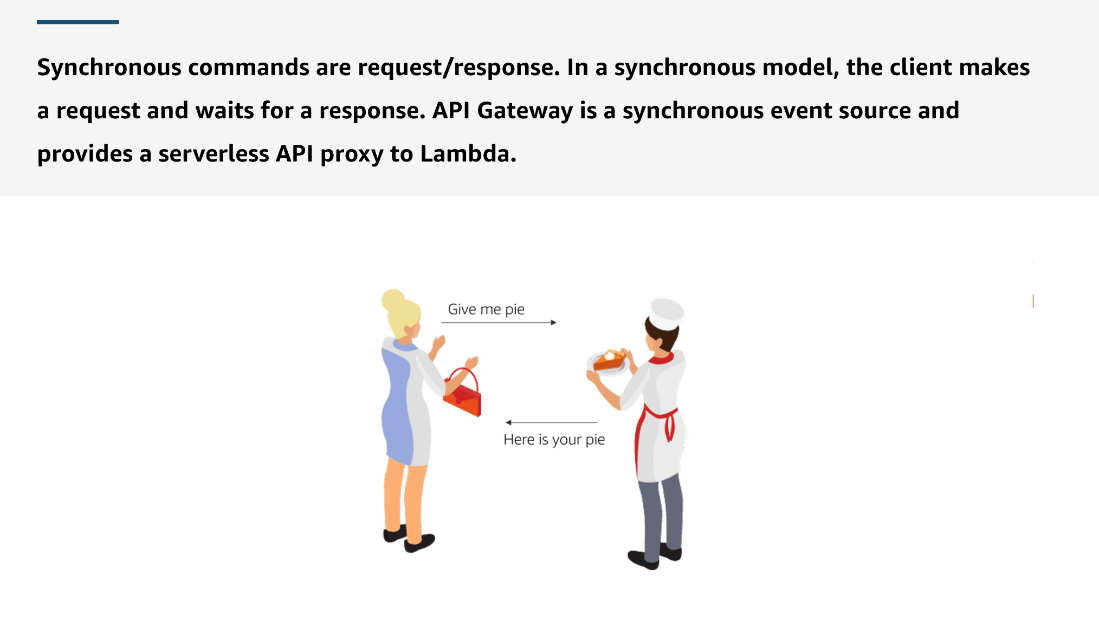 Synchronous commands are request/response. In a synchronous model, the client makes
a request and waits for a response. API Gateway is a synchronous event source and
provides a serverless API proxy to Lambda.
Give me pie
Here is your pie